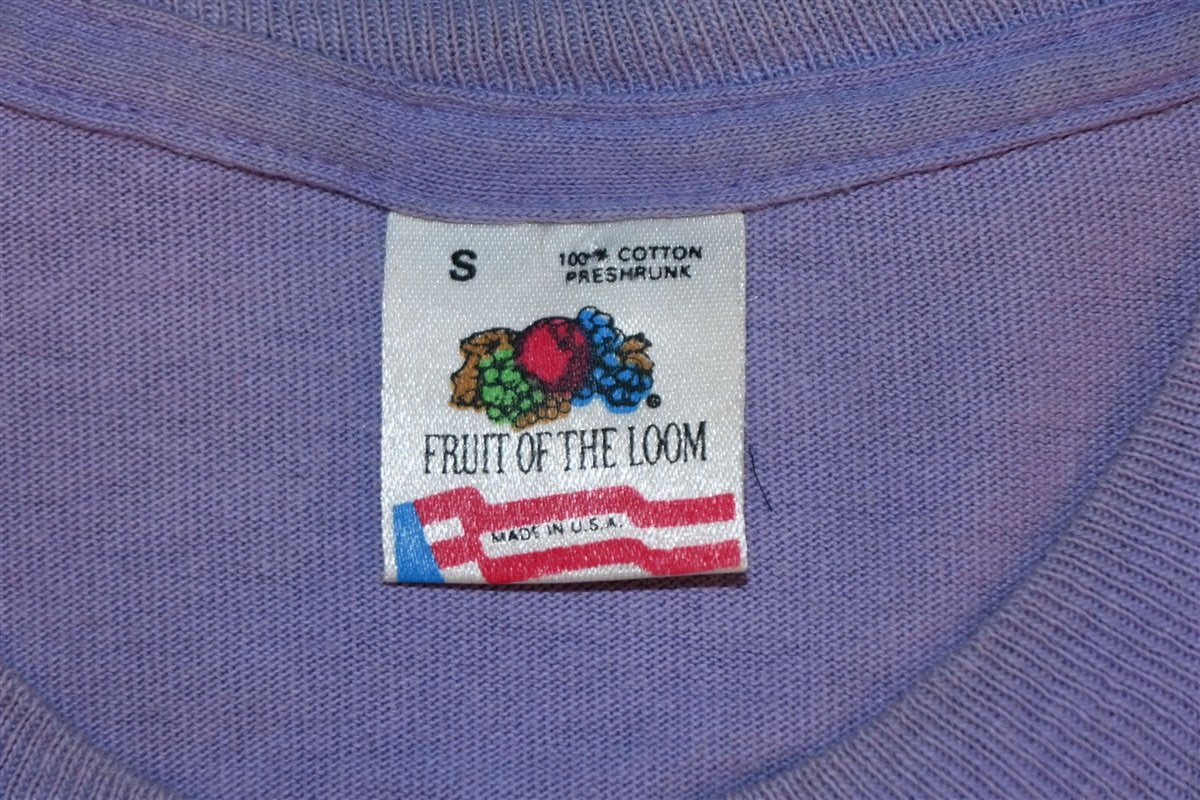 S
100% COTTON
PRESHRUNK
®
FRUIT OF THE LOOM
MADE IN U.S.A.